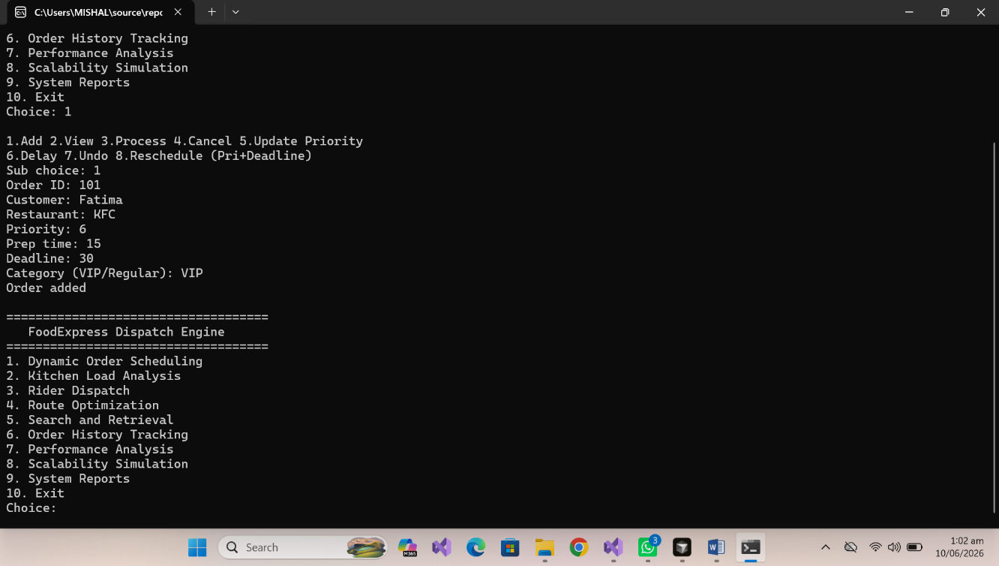 C:\Users\MISHAL\source\repc
6. Order History Tracking
7. Performance Analysis
8. Scalability Simulation
9. System Reports
10. Exit
Choice: 1
1.Add 2.View 3.Process 4.Cancel 5.Update Priority
6.Delay 7.Undo 8.Reschedule (Pri+Deadline)
Sub choice: 1
Order ID: 101
Customer: Fatima
Restaurant: KFC
Priority: 6
Prep time: 15
Deadline: 30
Category (VIP/Regular): VIP
Order added
====================================
FoodExpress Dispatch Engine
====================================
1. Dynamic Order Scheduling
2. Kitchen Load Analysis
3. Rider Dispatch
4. Route Optimization
5. Search and Retrieval
6. Order History Tracking
7. Performance Analysis
8. Scalability Simulation
9. System Reports
10. Exit
Choice:
Search
M365
3
1:02 am
10/06/2026